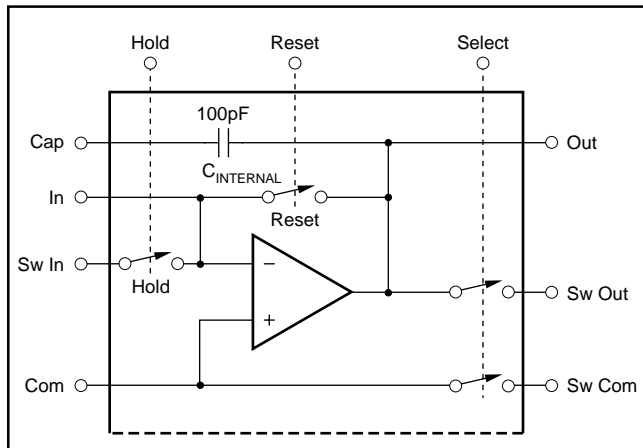 Hold Reset Select
100pF
Cap Out
C_INTERNAL
In
Reset
Sw In
Hold
−
Sw Out
+
Com Sw Com